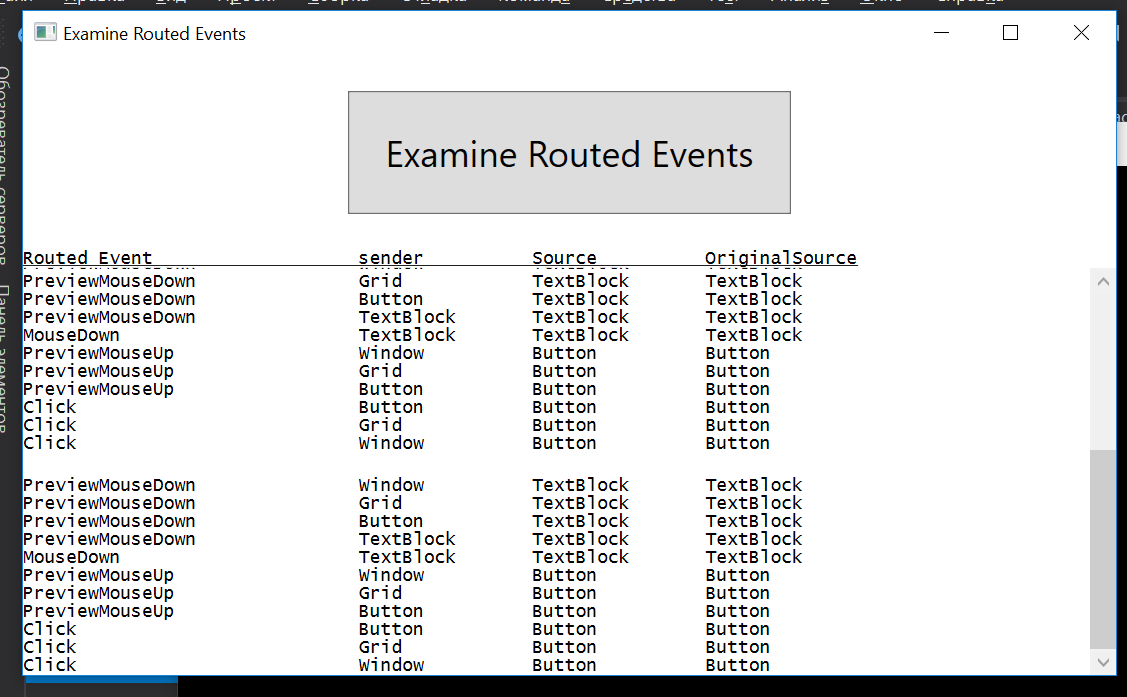 Examine Routed Events
Examine Routed Events
Routed Event sender Source OriginalSource
PreviewMouseDown Grid TextBlock TextBlock
PreviewMouseDown Button TextBlock TextBlock
PreviewMouseDown TextBlock TextBlock TextBlock
MouseDown TextBlock TextBlock TextBlock
PreviewMouseUp Window Button Button
PreviewMouseUp Grid Button Button
PreviewMouseUp Button Button Button
Click Button Button Button
Click Grid Button Button
Click Window Button Button
PreviewMouseDown Window TextBlock TextBlock
PreviewMouseDown Grid TextBlock TextBlock
PreviewMouseDown Button TextBlock TextBlock
PreviewMouseDown TextBlock TextBlock TextBlock
MouseDown TextBlock TextBlock TextBlock
PreviewMouseUp Window Button Button
PreviewMouseUp Grid Button Button
PreviewMouseUp Button Button Button
Click Button Button Button
Click Grid Button Button
Click Window Button Button